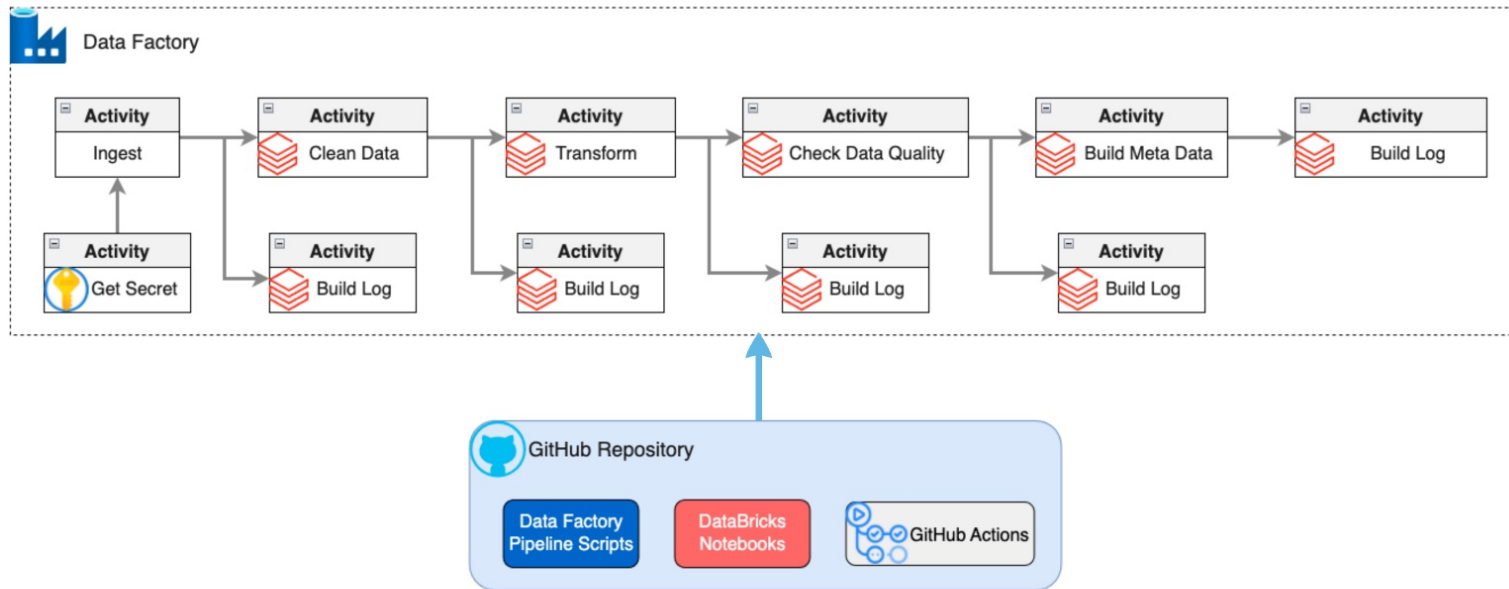 Data Factory
Activity
Ingest
Activity
Clean Data
Activity
Transform
Activity
Check Data Quality
Activity
Build Meta Data
Activity
Build Log
Activity
Get Secret
Activity
Build Log
Activity
Build Log
Activity
Build Log
Activity
Build Log
GitHub Repository
Data Factory
Pipeline Scripts
DataBricks
Notebooks
GitHub Actions